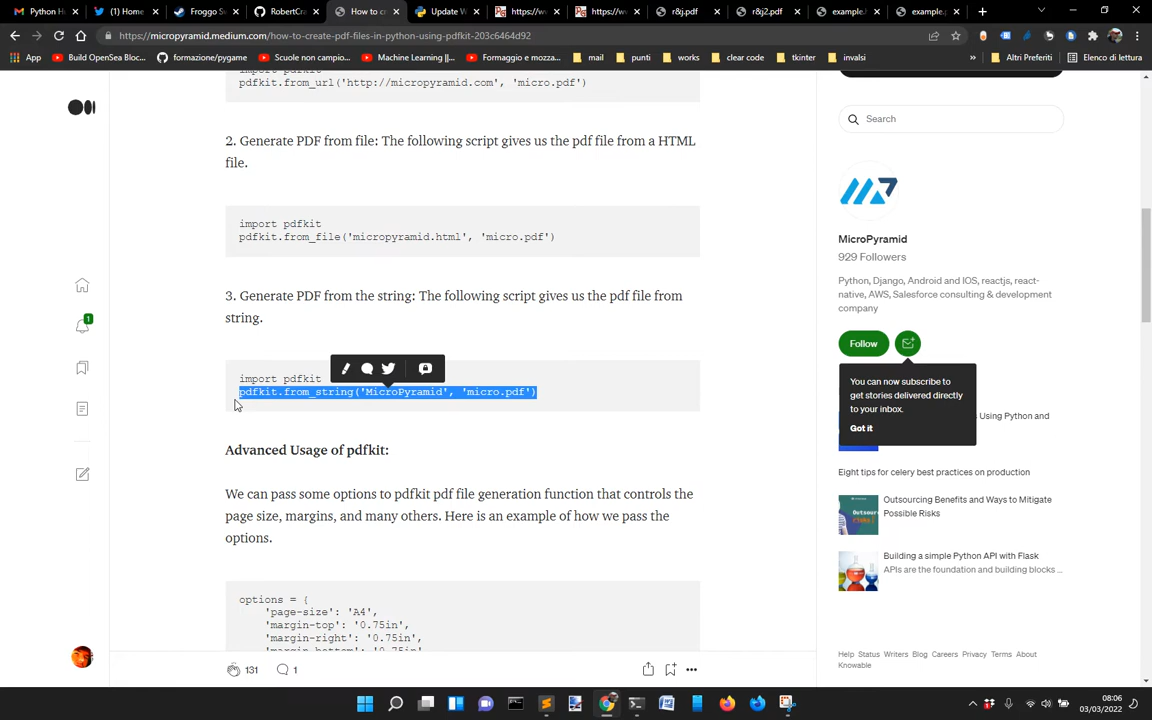 Python H
(1) Home
Froggo S
RobertCr
How to c
Update W
https://w
https://w
r&j.pdf
r&j2.pdf
example.h
example.p
https://micropyramid.medium.com/how-to-create-pdf-files-in-python-using-pdfkit-203c6464d92
App
Build OpenSea Bloc...
formazione/pygame
Scuole non campio...
Machine Learning ||...
Formaggio e mozza...
mail
punti
works
clear code
tkinter
invalsi
»
Altri Preferiti
Elenco di lettura
import pdfkit
pdfkit.from_url('http://micropyramid.com', 'micro.pdf')
2. Generate PDF from file: The following script gives us the pdf file from a HTML
file.
import pdfkit
pdfkit.from_file('micropyramid.html', 'micro.pdf')
3. Generate PDF from the string: The following script gives us the pdf file from
string.
import pdfkit
pdfkit.from_string('MicroPyramid', 'micro.pdf')
Advanced Usage of pdfkit:
We can pass some options to pdfkit pdf file generation function that controls the
page size, margins, and many others. Here is an example of how we pass the
options.
options = {
'page-size': 'A4',
'margin-top': '0.75in',
'margin-right': '0.75in',
'margin-bottom': '0.75in',
131
1
1
Search
MicroPyramid
929 Followers
Python, Django, Android and IOS, reactjs, react-
native, AWS, Salesforce consulting & development
company
Follow
You can now subscribe to
get stories delivered directly
to your inbox.
Got it
Using Python and
Eight tips for celery best practices on production
Outsourcing Benefits and Ways to Mitigate
Possible Risks
Building a simple Python API with Flask
APIs are the foundation and building blocks ...
Help Status Writers Blog Careers Privacy Terms About
Knowable
08:06
03/03/2022